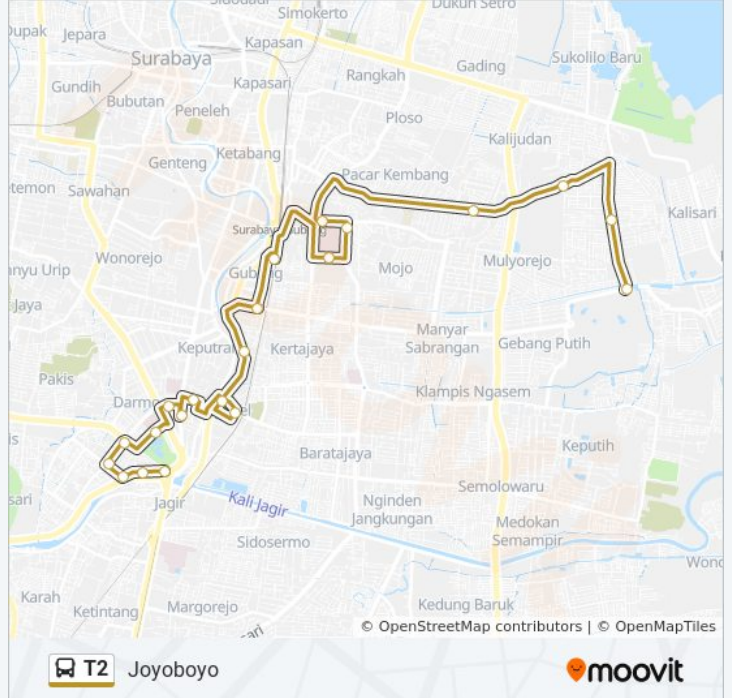 Dukuh Setro
Simokerto
Dupak
Jepara
Kapasan
Sukolilo Baru
Surabaya
Gading
Rangkah
Gundih
Kapasari
Bubutan
Peneleh
Ploso
Kalijudan
Ketabang
Genteng
Pacar Kembang
Sawahan
Kalisari
Wonorejo
Mojo
Mulyorejo
Gubeng
Jaya
Manyar
Sabrangan
Gebang Putih
Keputran
Kertajaya
Pakis
Klampis Ngasem
Baratajaya
Keputih
Semolowaru
Jagir
Kali Jagir
Nginden
Jangkungan
Medokan
Semampir
Sidosermo
Karah
Ketintang
Margorejo
Kedung Baruk
© OpenStreetMap contributors | © OpenMapTiles
T2 Joyoboyo
moovit